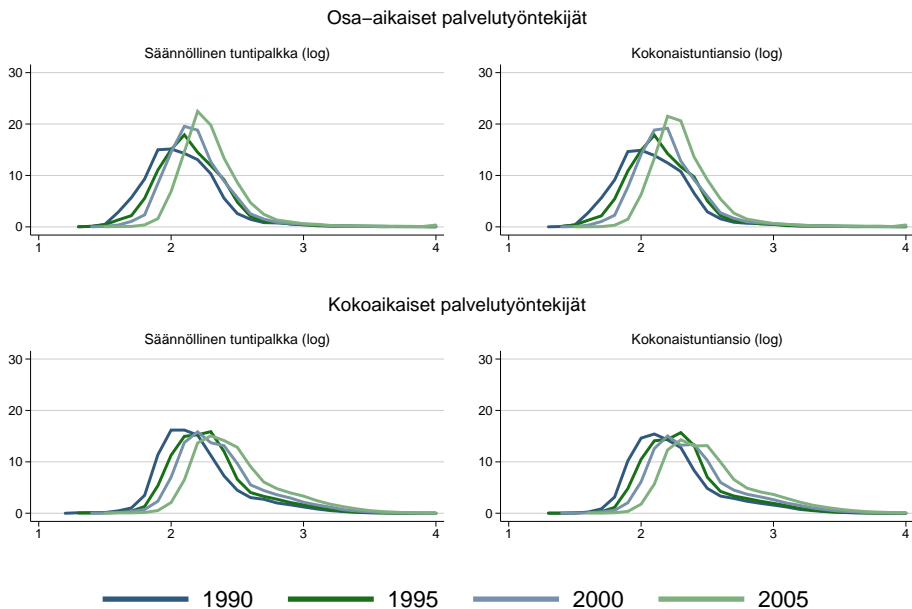 Osa−aikaiset palvelutyöntekijät
Säännöllinen tuntipalkka (log)
Kokonaistuntiansio (log)
30
20
10
0
1 2 3 4
30
20
10
0
1 2 3 4
Kokoaikaiset palvelutyöntekijät
Säännöllinen tuntipalkka (log)
Kokonaistuntiansio (log)
30
20
10
0
1 2 3 4
30
20
10
0
1 2 3 4
1990 1995 2000 2005